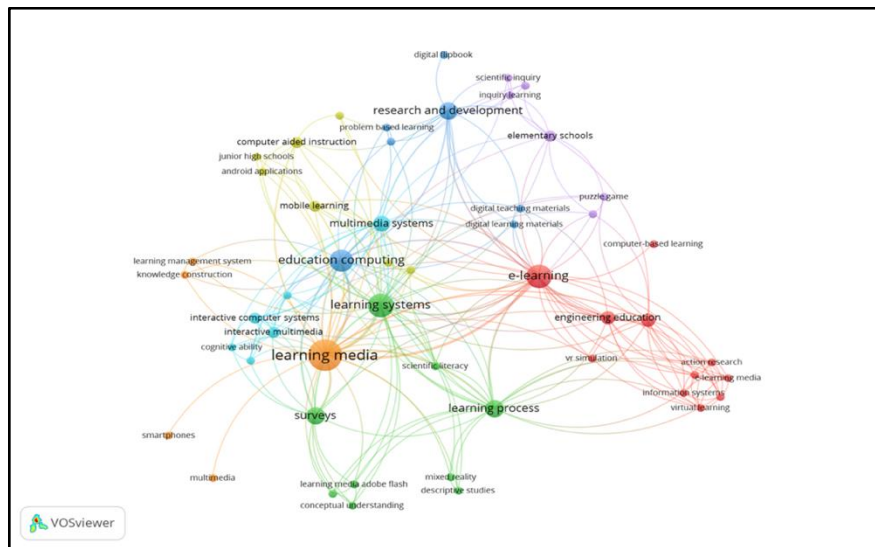 digital flipbook
scientific inquiry
inquiry learning
research and development
problem based learning
elementary schools
computer aided instruction
junior high schools
android applications
puzzle game
mobile learning
digital teaching materials
multimedia systems
digital learning materials
computer-based learning
education computing
learning management system
knowledge construction
e-learning
learning systems
interactive computer systems
engineering education
interactive multimedia
cognitive ability
learning media
vr simulation
action research
scientific literacy
e-learning media
information systems
virtual learning
learning process
surveys
smartphones
multimedia
mixed reality
learning media adobe flash
descriptive studies
conceptual understanding
VOSviewer